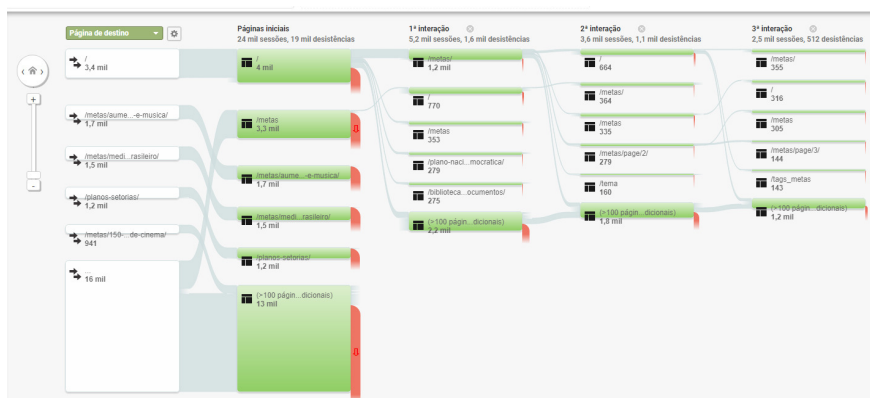 Página de destino
Páginas iniciais
24 mil sessões, 19 mil desistências
1ª interação
5,2 mil sessões, 1,6 mil desistências
2ª interação
3,6 mil sessões, 1,1 mil desistências
3ª interação
2,5 mil sessões, 512 desistências
/
3,4 mil
/metas/aume...-e-musica/
1,7 mil
/metas/medi...rasileiro/
1,5 mil
/planos-setorias/
1,2 mil
/metas/150-...de-cinema/
941
...
16 mil
/
4 mil
/metas
3,3 mil
/metas/aume...-e-musica/
1,7 mil
/metas/medi...rasileiro/
1,5 mil
/planos-setorias/
1,2 mil
(>100 págin...dicionais)
13 mil
/metas/
1,2 mil
/
770
/metas
353
/plano-naci...mocratica/
279
/biblioteca...ocumentos/
275
(>100 págin...dicionais)
2,2 mil
/
664
/metas/
364
/metas
335
/metas/page/2/
279
/tema
160
(>100 págin...dicionais)
1,8 mil
/metas/
355
/
316
/metas
305
/metas/page/3/
144
/tags_metas
143
(>100 págin...dicionais)
1,2 mil